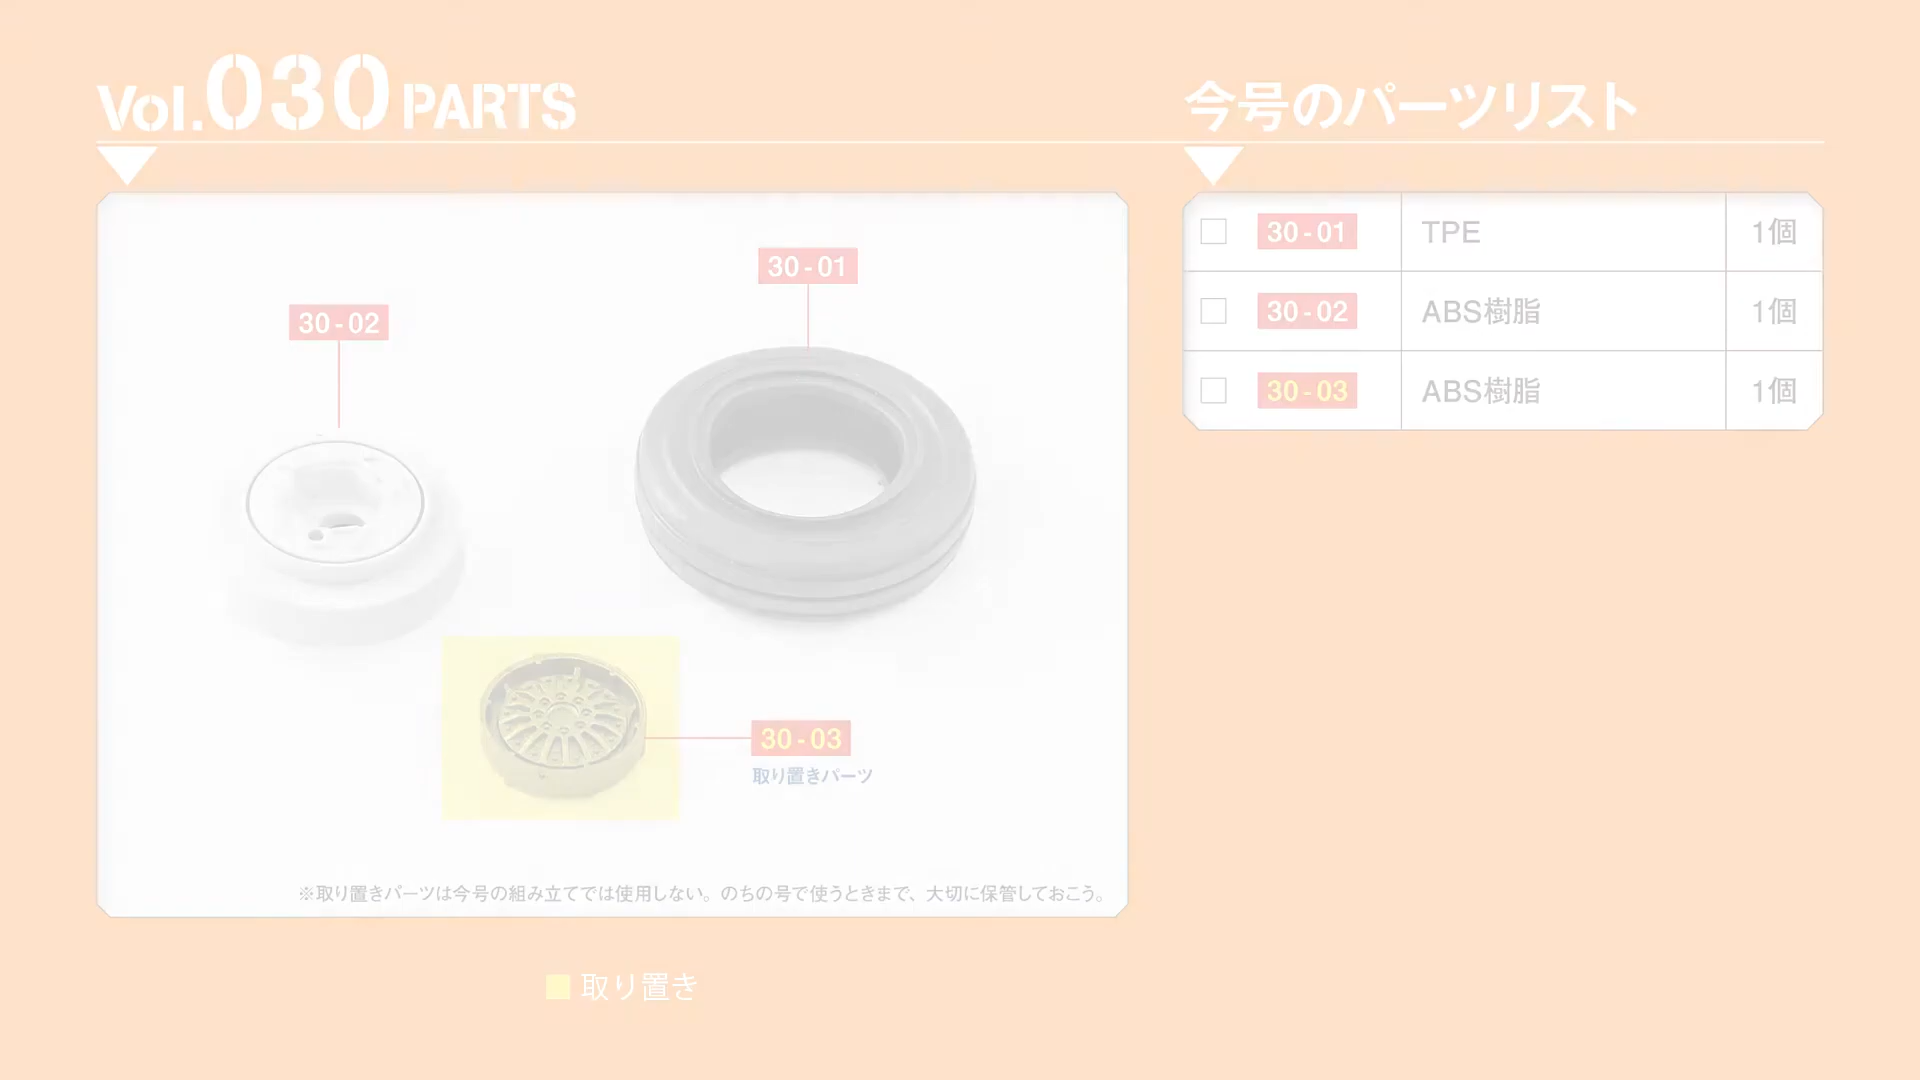 Vol.030 PARTS
30-01
30-02
30-03
取り置きパーツ
※取り置きパーツは今号の組み立てでは使用しない。のちの号で使うときまで、大切に保管しておこう。
取り置き
今号のパーツリスト
30-01 TPE 1個
30-02 ABS樹脂 1個
30-03 ABS樹脂 1個